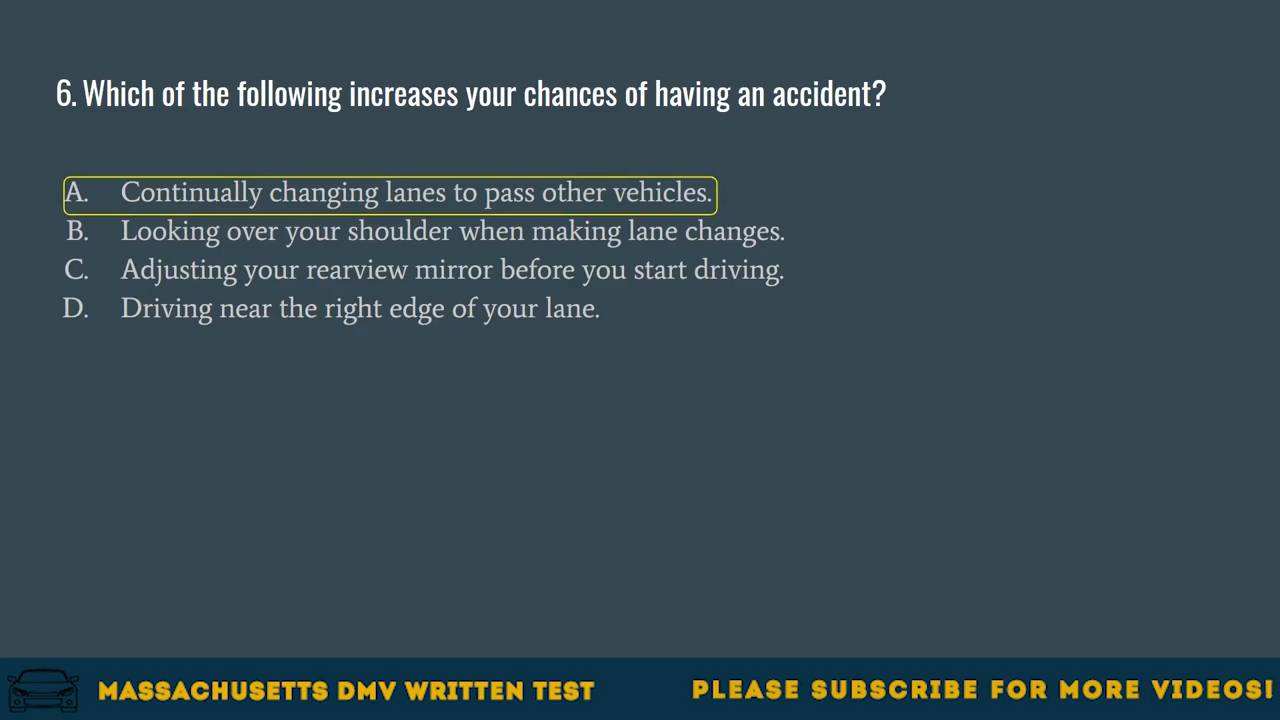 6. Which of the following increases your chances of having an accident?
A. Continually changing lanes to pass other vehicles.
B. Looking over your shoulder when making lane changes.
C. Adjusting your rearview mirror before you start driving.
D. Driving near the right edge of your lane.
MASSACHUSETTS DMV WRITTEN TEST
PLEASE SUBSCRIBE FOR MORE VIDEOS!